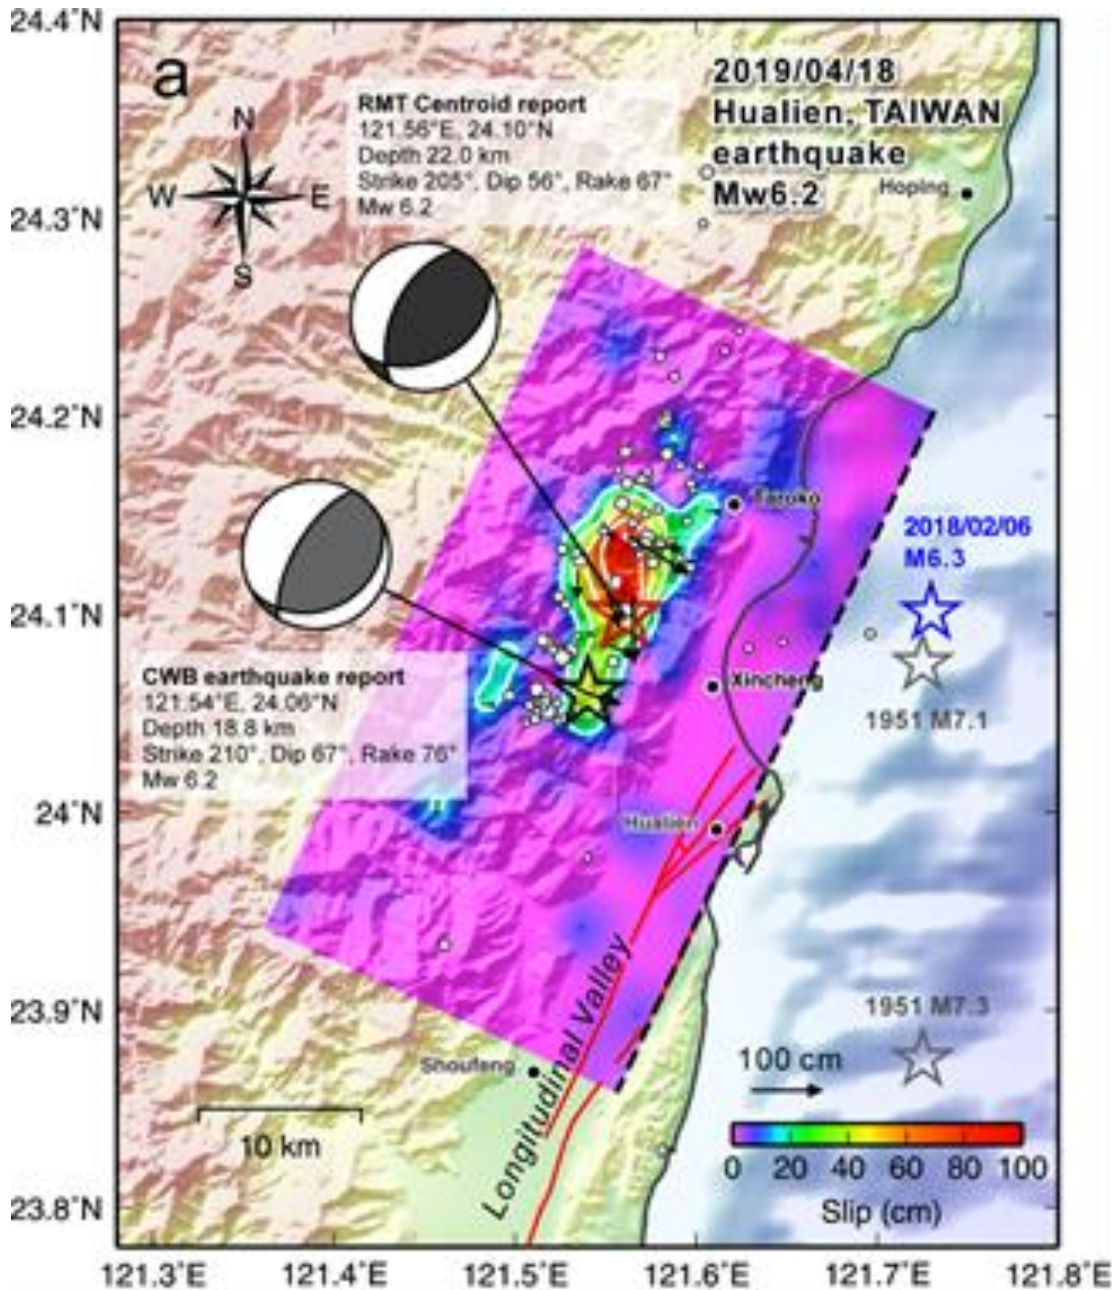 24.4°N
a
2019/04/18
Hualien, TAIWAN
earthquake
Mw6.2
RMT Centroid report
121.56°E, 24.10°N
Depth 22.0 km
Strike 205°, Dip 56°, Rake 67°
Mw 6.2
N
W
E
S
Hoping
24.3°N
24.2°N
Taroko
2018/02/06
M6.3
24.1°N
CWB earthquake report
121.54°E, 24.06°N
Depth 18.8 km
Strike 210°, Dip 67°, Rake 76°
Mw 6.2
Xincheng
1951 M7.1
24°N
Hualien
23.9°N
1951 M7.3
Shoufeng
Longitudinal Valley
100 cm
10 km
0 20 40 60 80 100
Slip (cm)
23.8°N
121.3°E 121.4°E 121.5°E 121.6°E 121.7°E 121.8°E